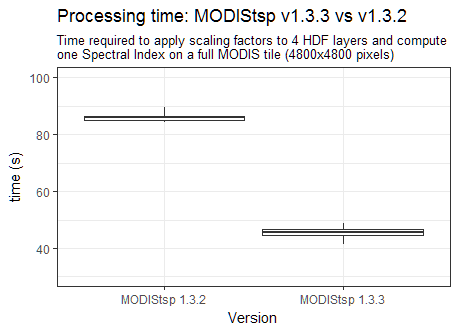 Processing time: MODIStsp v1.3.3 vs v1.3.2
Time required to apply scaling factors to 4 HDF layers and compute
one Spectral Index on a full MODIS tile (4800x4800 pixels)
100
80
60
40
time (s)
MODIStsp 1.3.2
MODIStsp 1.3.3
Version